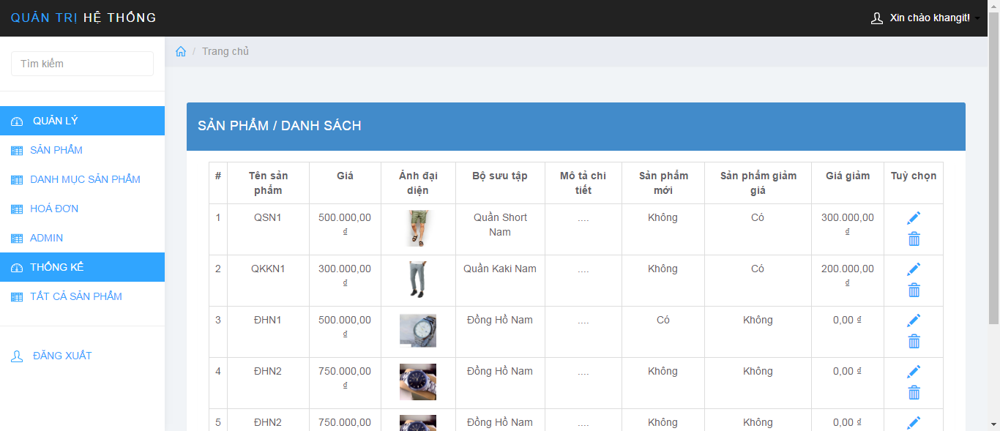 QUẢN TRỊ HỆ THỐNG
Xin chào khangit!
Tìm kiếm
/ Trang chủ
QUẢN LÝ
SẢN PHẨM
DANH MỤC SẢN PHẨM
HOÁ ĐƠN
ADMIN
THỐNG KÊ
TẤT CẢ SẢN PHẨM
ĐĂNG XUẤT
SẢN PHẨM / DANH SÁCH
# Tên sản Giá Ảnh đại Bộ sưu tập Mô tả chi Sản phẩm Sản phẩm giảm Giá giảm Tuỳ chọn
phẩm diện tiết mới giá
1 QSN1 500.000,00 Quần Short .... Không Có 300.000,00
₫ Nam ₫
2 QKKN1 300.000,00 Quần Kaki Nam .... Không Có 200.000,00
₫ ₫
3 ĐHN1 500.000,00 Đồng Hồ Nam .... Có Không 0,00 ₫
₫
4 ĐHN2 750.000,00 Đồng Hồ Nam .... Không Không 0,00 ₫
₫
5 ĐHN2 750.000,00 Đồng Hồ Nam .... Không Không 0,00 ₫